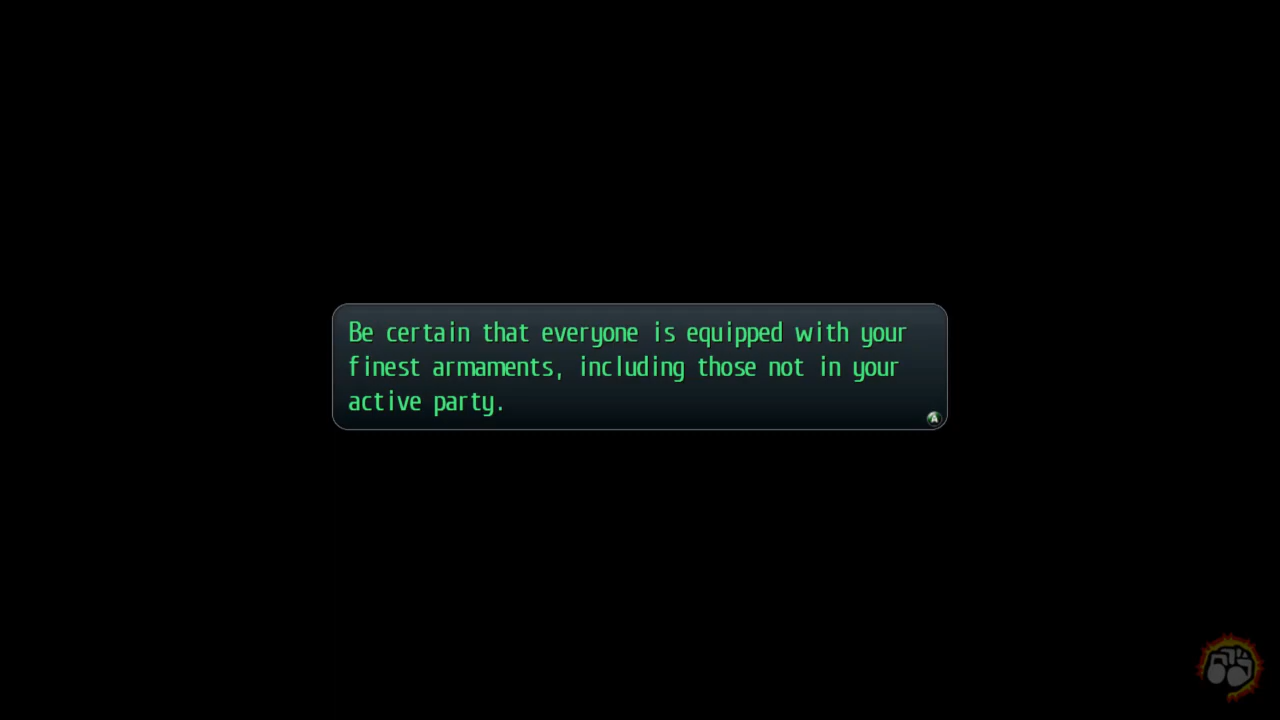 Be certain that everyone is equipped with your
finest armaments, including those not in your
active party.
A